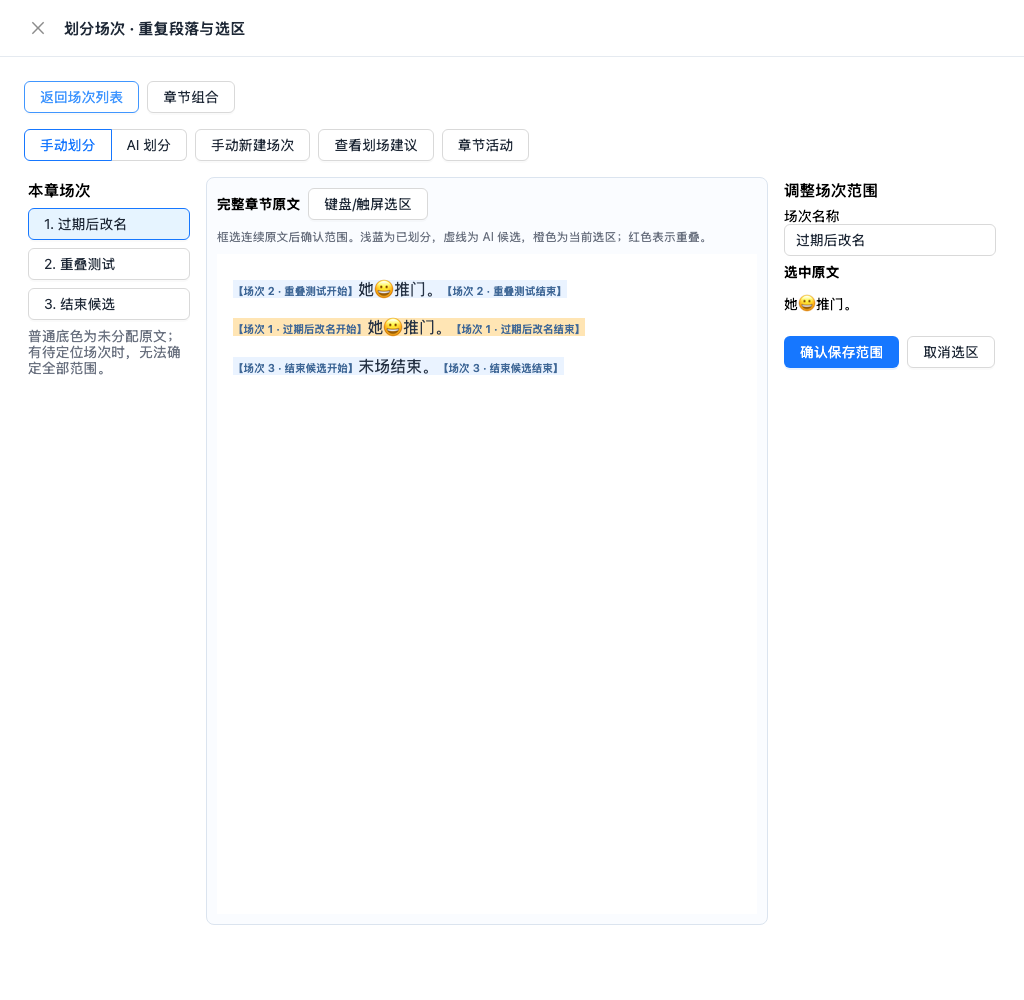 划分场次 · 重复段落与选区
返回场次列表 章节组合
手动划分 AI 划分 手动新建场次 查看划场建议 章节活动
本章场次
1. 过期后改名
2. 重叠测试
3. 结束候选
普通底色为未分配原文；
有待定位场次时，无法确
定全部范围。
完整章节原文 键盘/触屏选区
框选连续原文后确认范围。浅蓝为已划分，虚线为 AI 候选，橙色为当前选区；红色表示重叠。
【场次 2 · 重叠测试开始】她😀推门。【场次 2 · 重叠测试结束】
【场次 1 · 过期后改名开始】她😀推门。【场次 1 · 过期后改名结束】
【场次 3 · 结束候选开始】末场结束。【场次 3 · 结束候选结束】
调整场次范围
场次名称
过期后改名
选中原文
她😀推门。
确认保存范围 取消选区